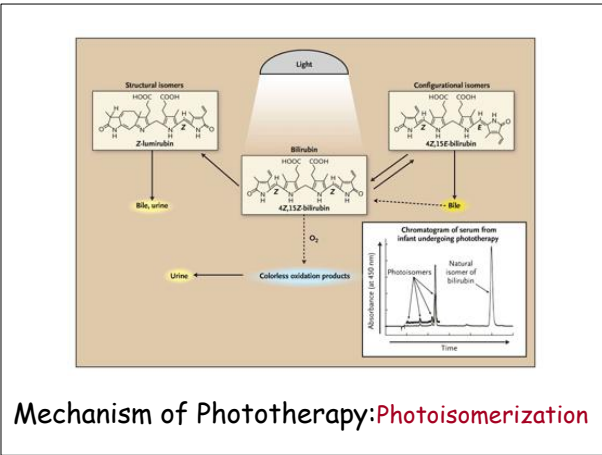 Light
Structural isomers
HOOC COOH
Z
Z-lumirubin
Configurational isomers
HOOC COOH
Z E
4Z,15E-bilirubin
Bilirubin
HOOC COOH
Z Z
4Z,15Z-bilirubin
Bile, urine
Bile
O2
Urine
Colorless oxidation products
Chromatogram of serum from
infant undergoing phototherapy
Absorbance (at 450 nm)
Photoisomers
Natural
isomer of
bilirubin
Time
Mechanism of Phototherapy:Photoisomerization